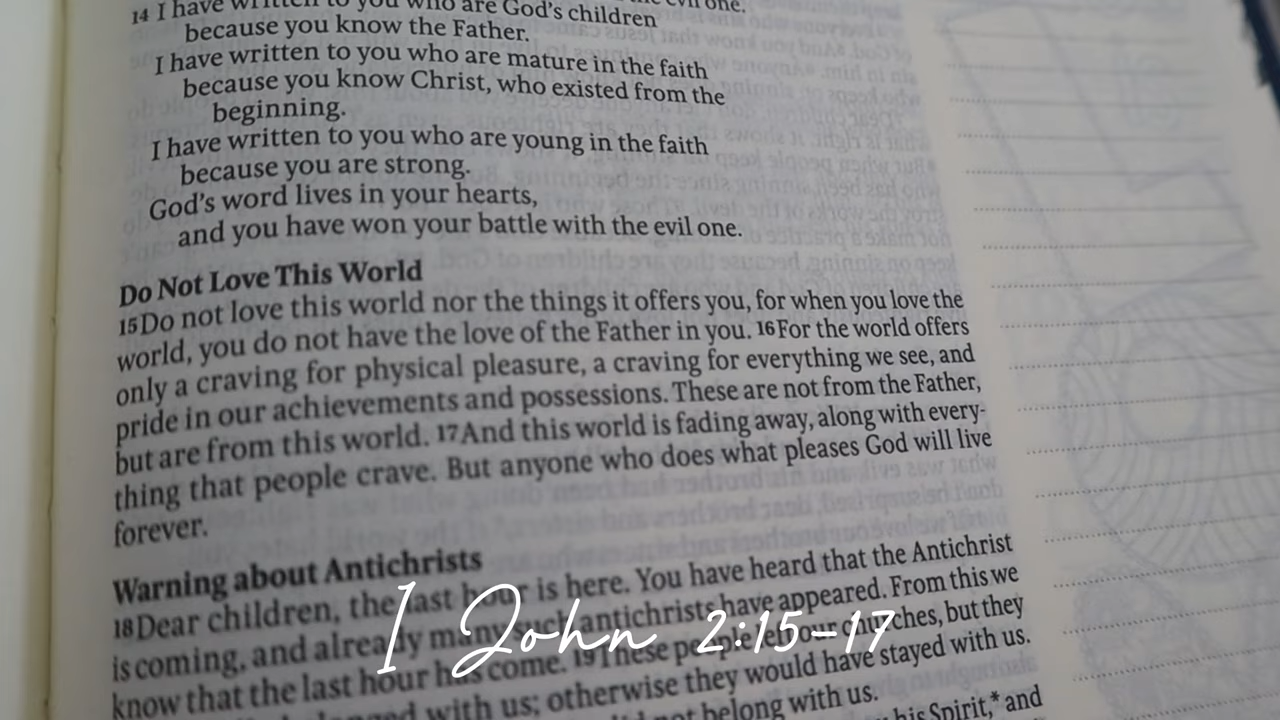 14 I have written to you who are God's children
because you know the Father.
I have written to you who are mature in the faith
because you know Christ, who existed from the
beginning.
I have written to you who are young in the faith
because you are strong.
God's word lives in your hearts,
and you have won your battle with the evil one.
Do Not Love This World
15 Do not love this world nor the things it offers you, for when you love the
world, you do not have the love of the Father in you. 16 For the world offers
only a craving for physical pleasure, a craving for everything we see, and
pride in our achievements and possessions. These are not from the Father,
but are from this world. 17 And this world is fading away, along with every-
thing that people crave. But anyone who does what pleases God will live
forever.
Warning about Antichrists
18 Dear children, the last hour is here. You have heard that the Antichrist
is coming, and already many such antichrists have appeared. From this we
know that the last hour has come. 19 These people left our churches, but they
with us; otherwise they would have stayed with us.
not belong with us.
his Spirit,* and
I John 2:15-17